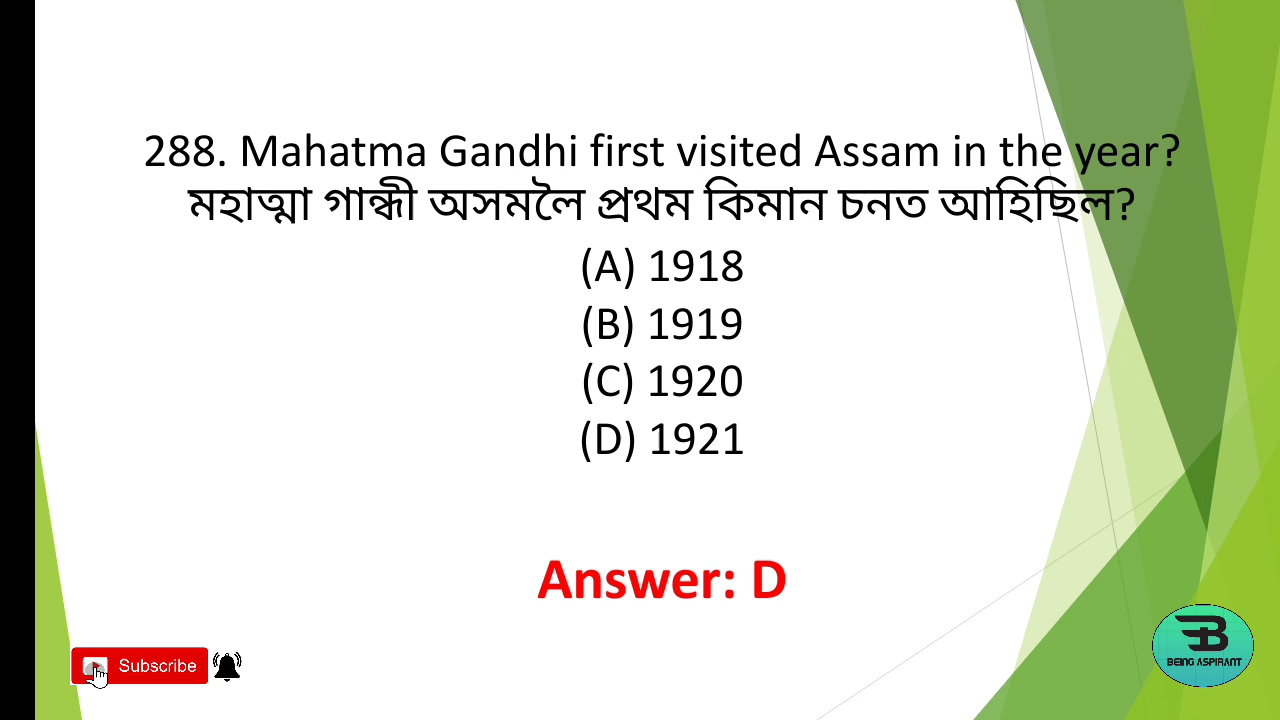 288. Mahatma Gandhi first visited Assam in the year?
মহাত্মা গান্ধী অসমলৈ প্ৰথম কিমান চনত আহিছিল?
(A) 1918
(B) 1919
(C) 1920
(D) 1921
Answer: D
Subscribe
BEING ASPIRANT